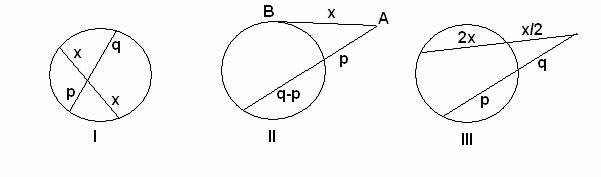 x q p x
I
B x A p q-p
II
2x x/2 q p
III